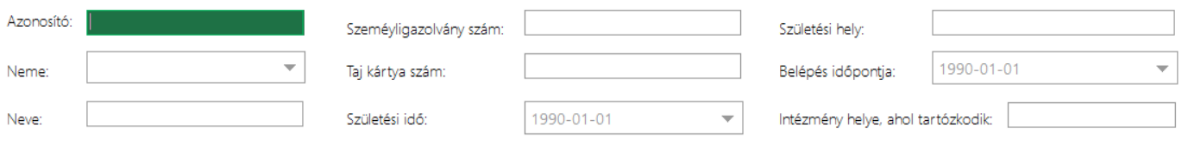 Azonosító:
Szeméyligazolvány szám:
Születési hely:
Neme:
Taj kártya szám:
Belépés időpontja: 1990-01-01
Neve:
Születési idő: 1990-01-01
Intézmény helye, ahol tartózkodik: